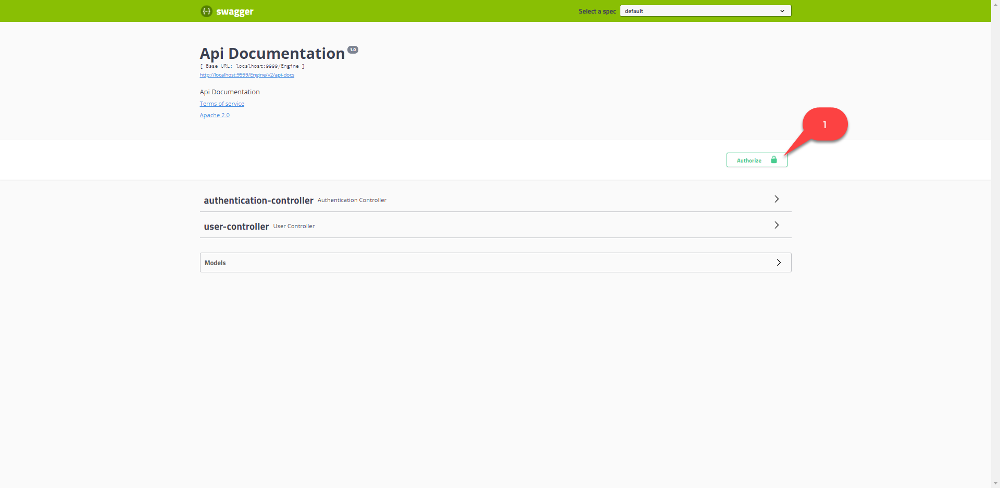 swagger
Select a spec default
Api Documentation 1.0
[ Base URL: localhost:9999/Engine ]
http://localhost:9999/Engine/v2/api-docs
Api Documentation
Terms of service
Apache 2.0
1
Authorize
authentication-controller Authentication Controller
user-controller User Controller
Models